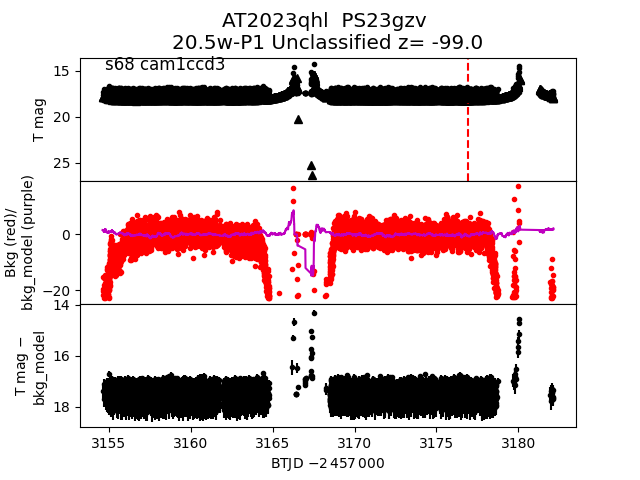 AT2023qhl  PS23gzv
20.5w-P1 Unclassified z= -99.0
s68 cam1ccd3
T mag
15
20
25
Bkg (red)/
bkg_model (purple)
0
−20
T mag −
bkg_model
14
16
18
3155
3160
3165
3170
3175
3180
BTJD −2 457 000